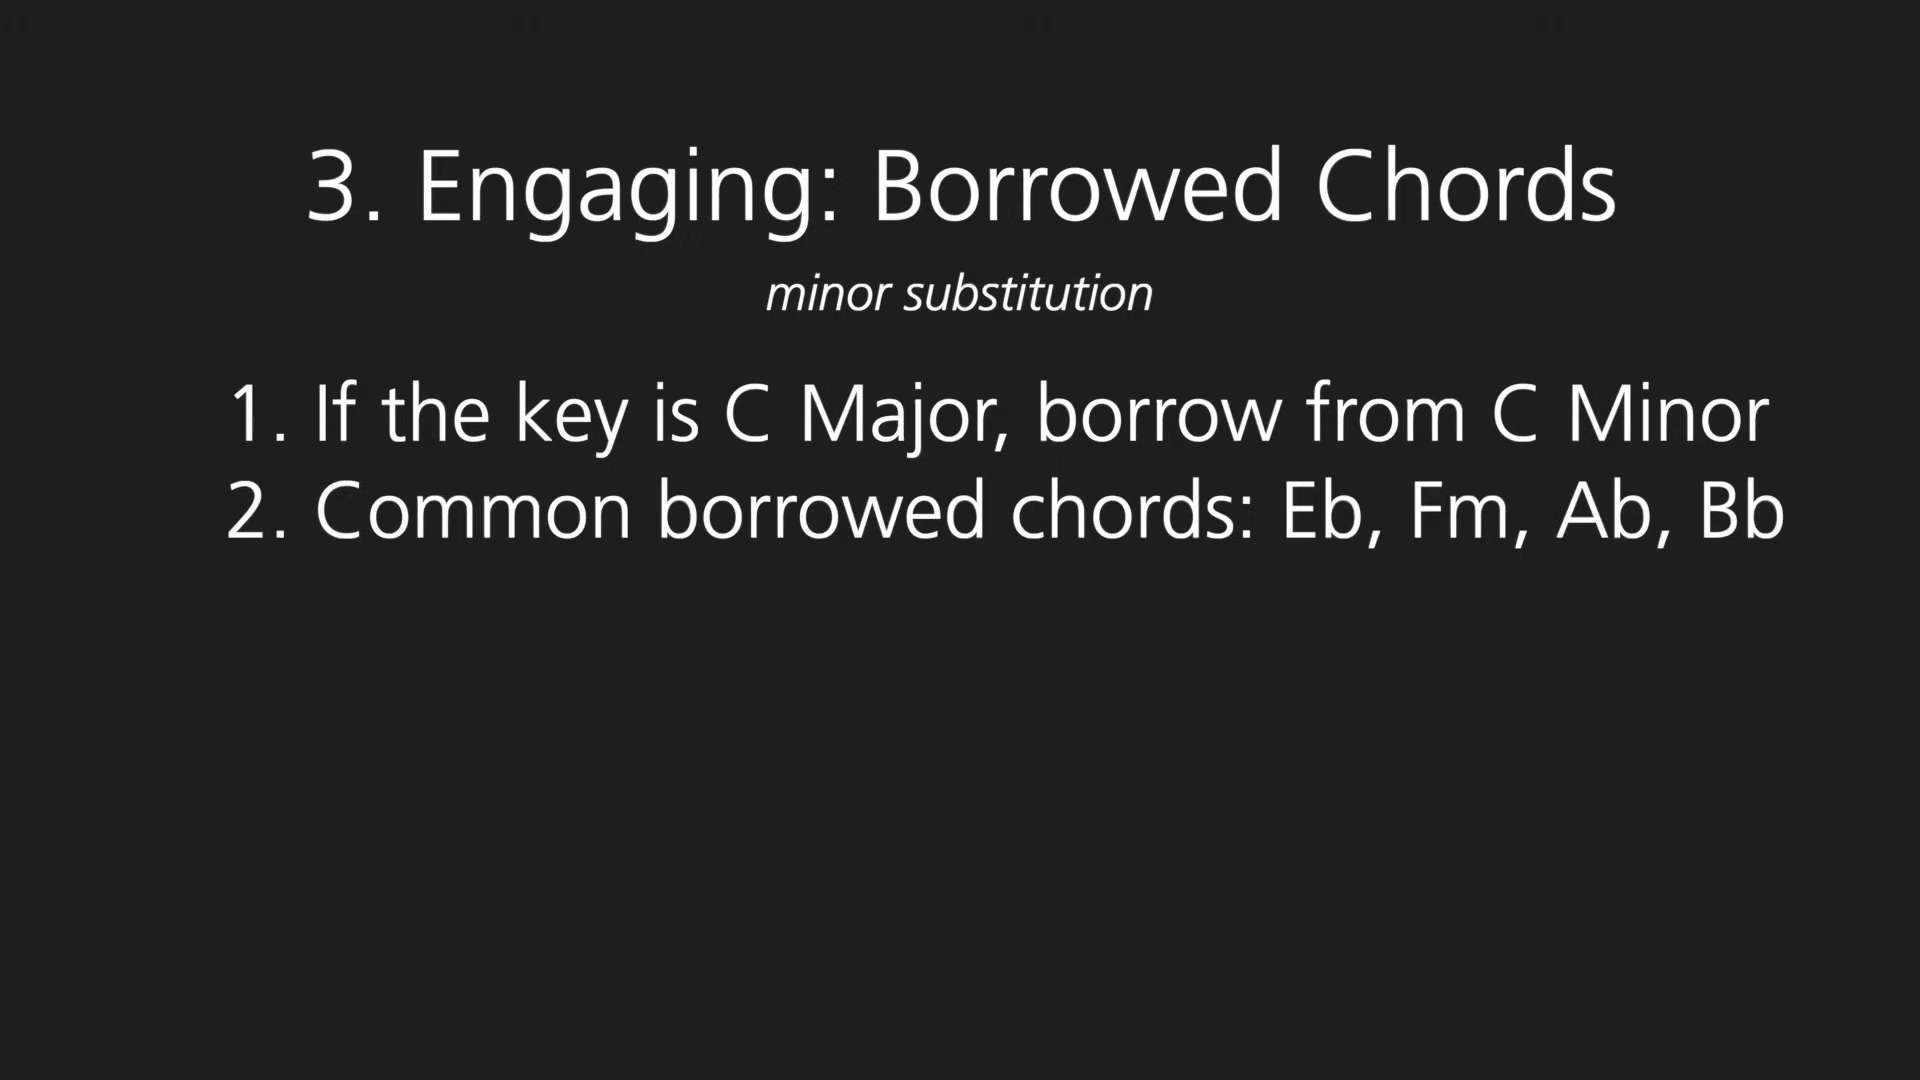 3. Engaging: Borrowed Chords
minor substitution
1. If the key is C Major, borrow from C Minor
2. Common borrowed chords: Eb, Fm, Ab, Bb